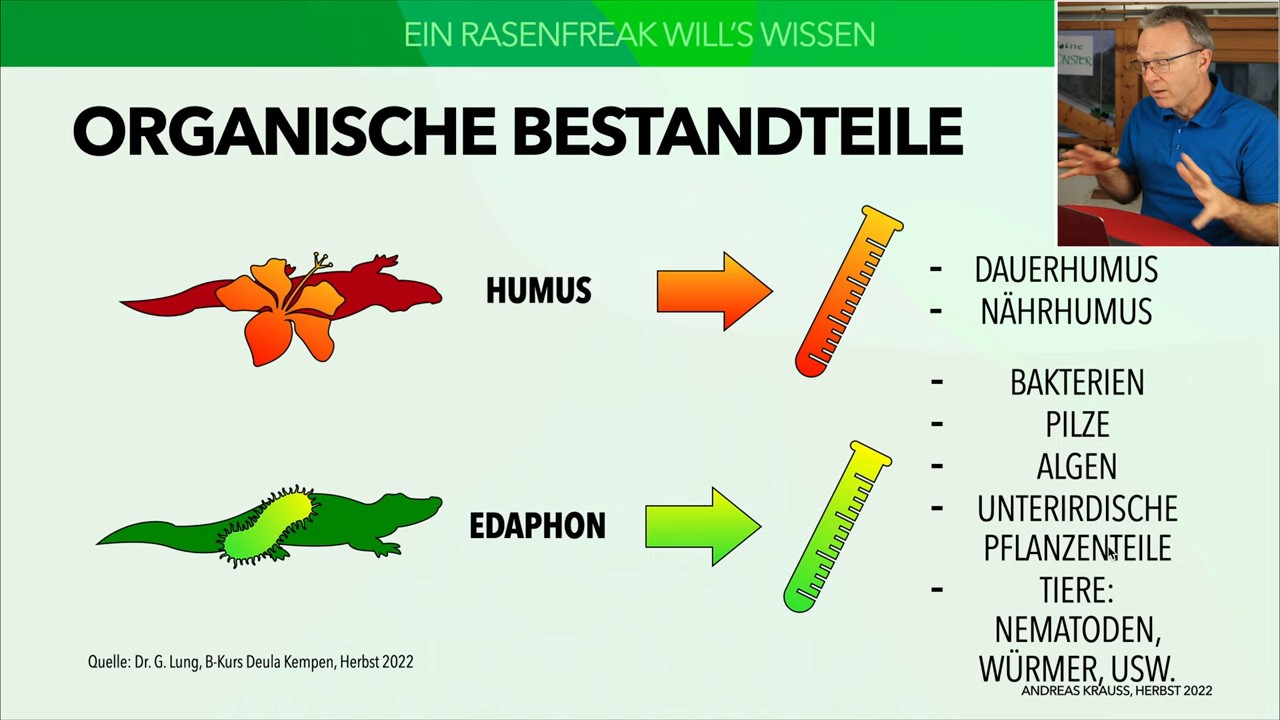 EIN RASENFREAK WILL'S WISSEN
ORGANISCHE BESTANDTEILE
HUMUS
- DAUERHUMUS
- NÄHRHUMUS
EDAPHON
- BAKTERIEN
- PILZE
- ALGEN
- UNTERIRDISCHE
PFLANZENTEILE
- TIERE:
NEMATODEN,
WÜRMER, USW.
Quelle: Dr. G. Lung, B-Kurs Deula Kempen, Herbst 2022
ANDREAS KRAUSS, HERBST 2022